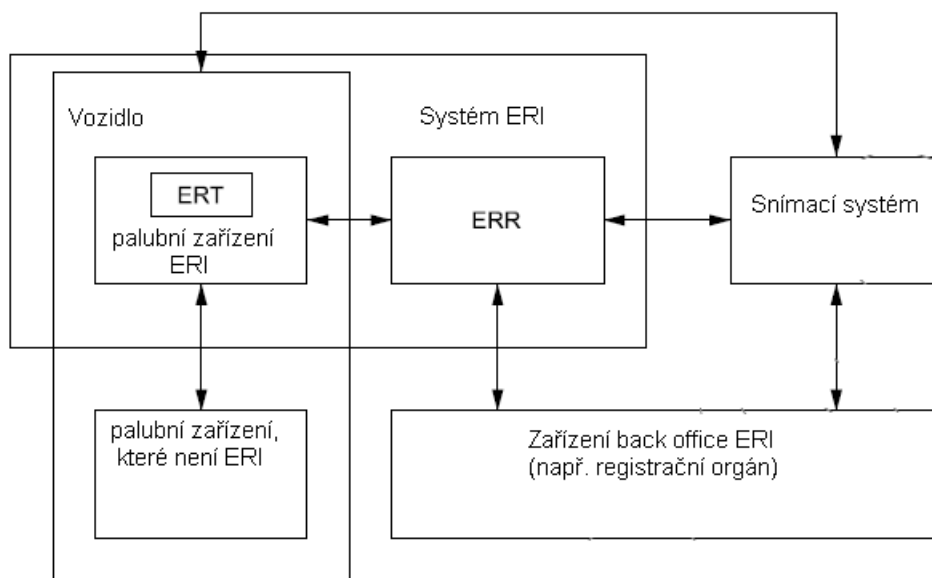 Vozidlo
Systém ERI
ERT
palubní zařízení
ERI
ERR
Snímací systém
palubní zařízení,
které není ERI
Zařízení back office ERI
(např. registrační orgán)